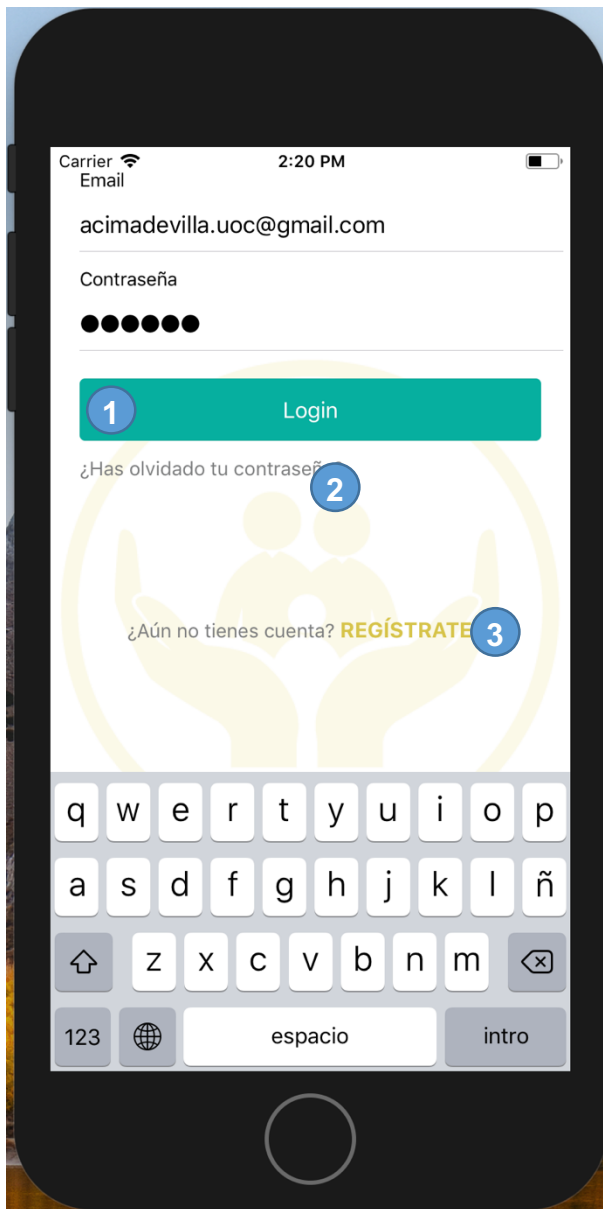 Carrier 2:20 PM
Email
acimadevilla.uoc@gmail.com
Contraseña
●●●●●●
1 Login
¿Has olvidado tu contraseñ
2
¿Aún no tienes cuenta? REGÍSTRATE 3
q w e r t y u i o p
a s d f g h j k l ñ
z x c v b n m
123 espacio intro